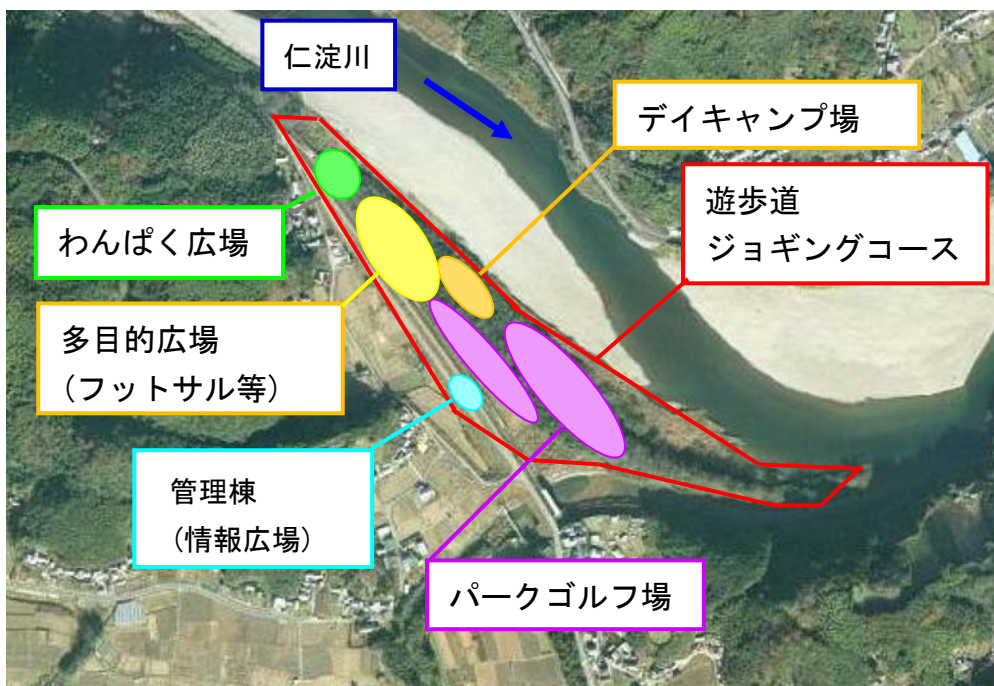 仁淀川
デイキャンプ場
遊歩道
ジョギングコース
わんぱく広場
多目的広場
（フットサル等）
管理棟
（情報広場）
パークゴルフ場